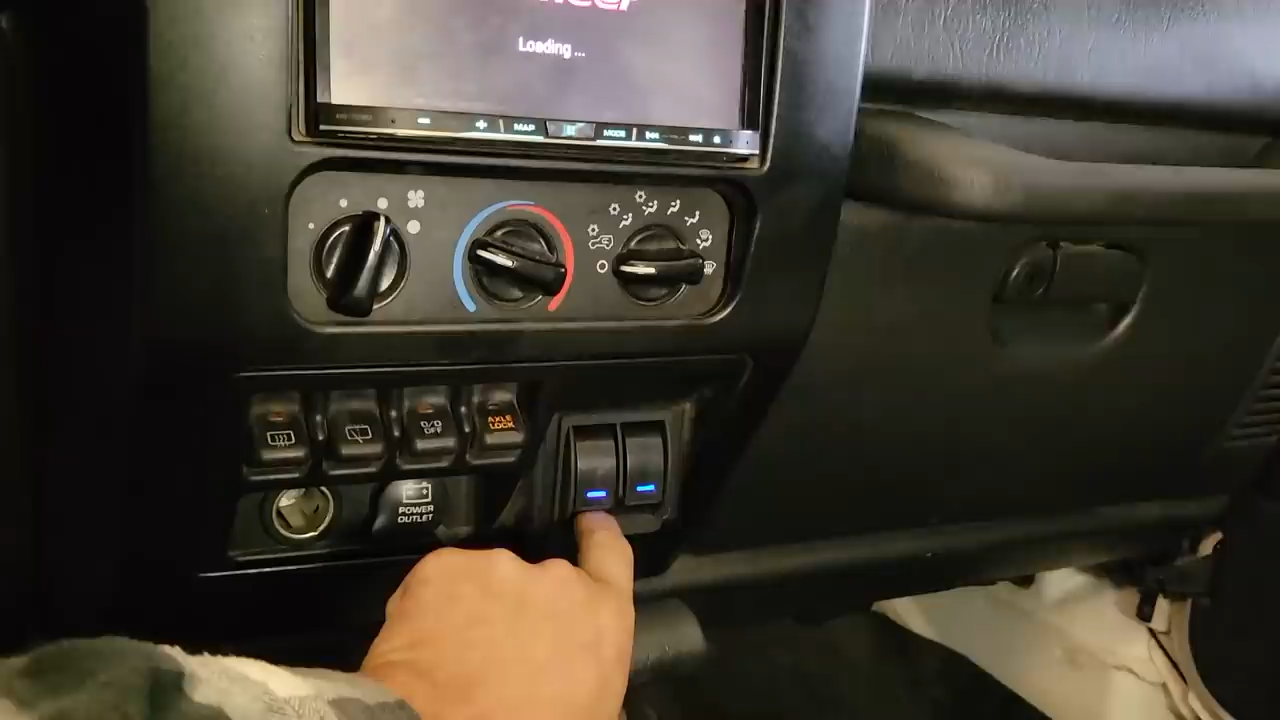 Loading ...
MAP
MODE
O/D
OFF
AXLE
LOCK
POWER
OUTLET